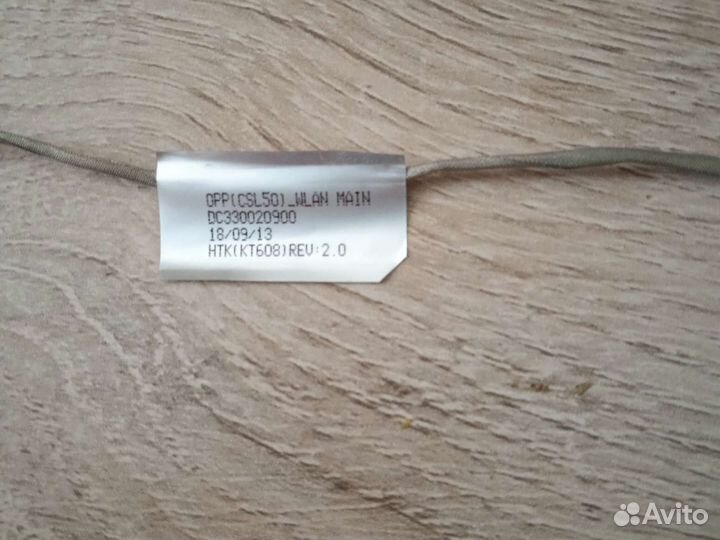 OPP(CSL50)_WLAN MAIN
DC330020900
18/09/13
HTK(KT608)REV:2.0
Avito